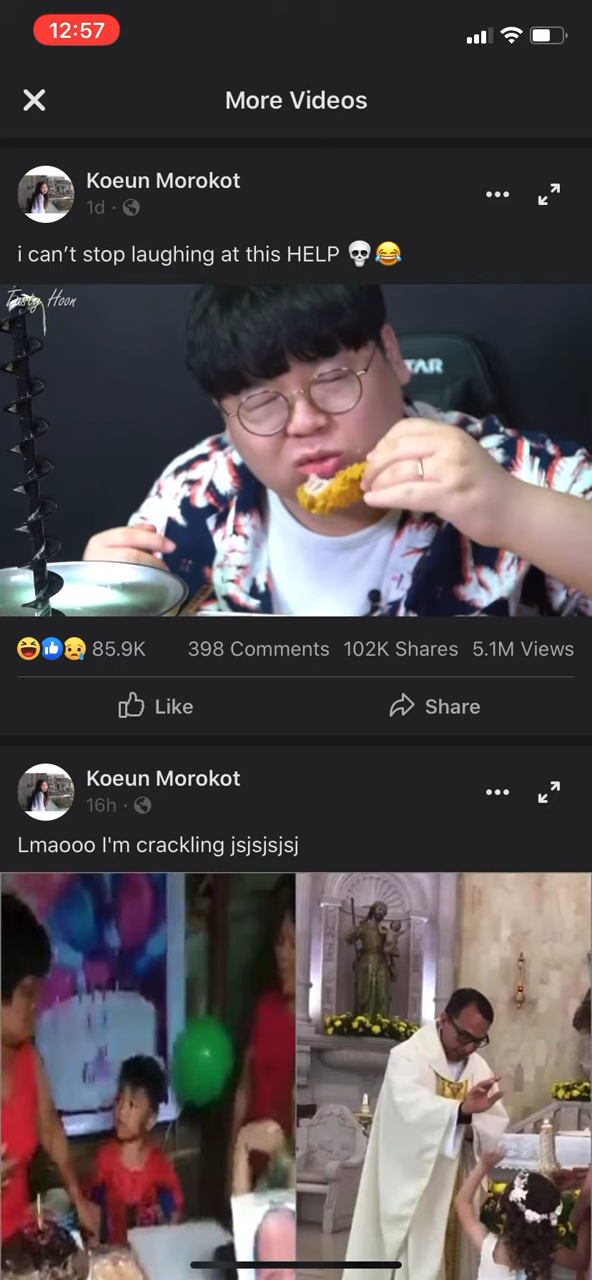 12:57
More Videos
Koeun Morokot
1d ·
i can’t stop laughing at this HELP 💀😂
Tasty Hoon
TAR
85.9K 398 Comments 102K Shares 5.1M Views
Like Share
Koeun Morokot
16h ·
Lmaooo I'm crackling jsjsjsjsj